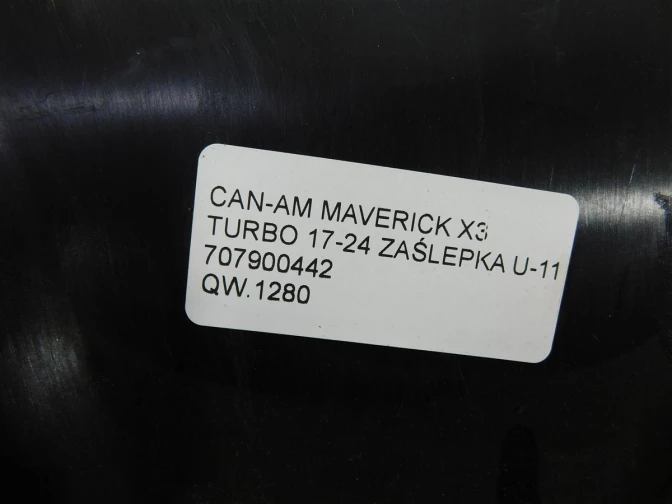 CAN-AM MAVERICK X3
TURBO 17-24 ZAŚLEPKA U-11
707900442
QW.1280